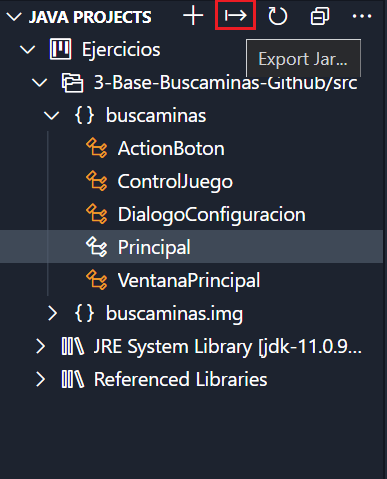 JAVA PROJECTS
Ejercicios
Export Jar...
3-Base-Buscaminas-Github/src
{} buscaminas
ActionBoton
ControlJuego
DialogoConfiguracion
Principal
VentanaPrincipal
{} buscaminas.img
JRE System Library [jdk-11.0.9...
Referenced Libraries